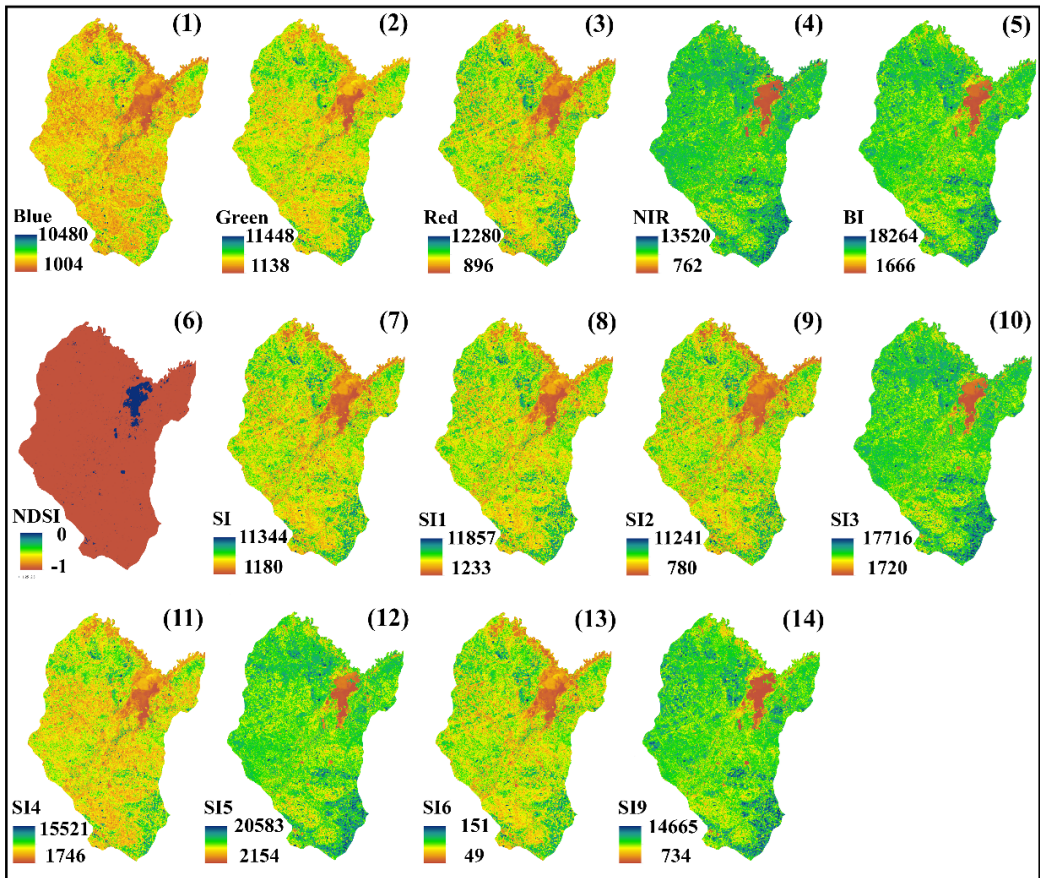 (1) (2) (3) (4) (5)
Blue Green Red NIR BI
10480 11448 12280 13520 18264
1004 1138 896 762 1666
(6) (7) (8) (9) (10)
NDSI SI SI1 SI2 SI3
0 11344 11857 11241 17716
-1 1180 1233 780 1720
(11) (12) (13) (14)
SI4 SI5 SI6 SI9
15521 20583 151 14665
1746 2154 49 734